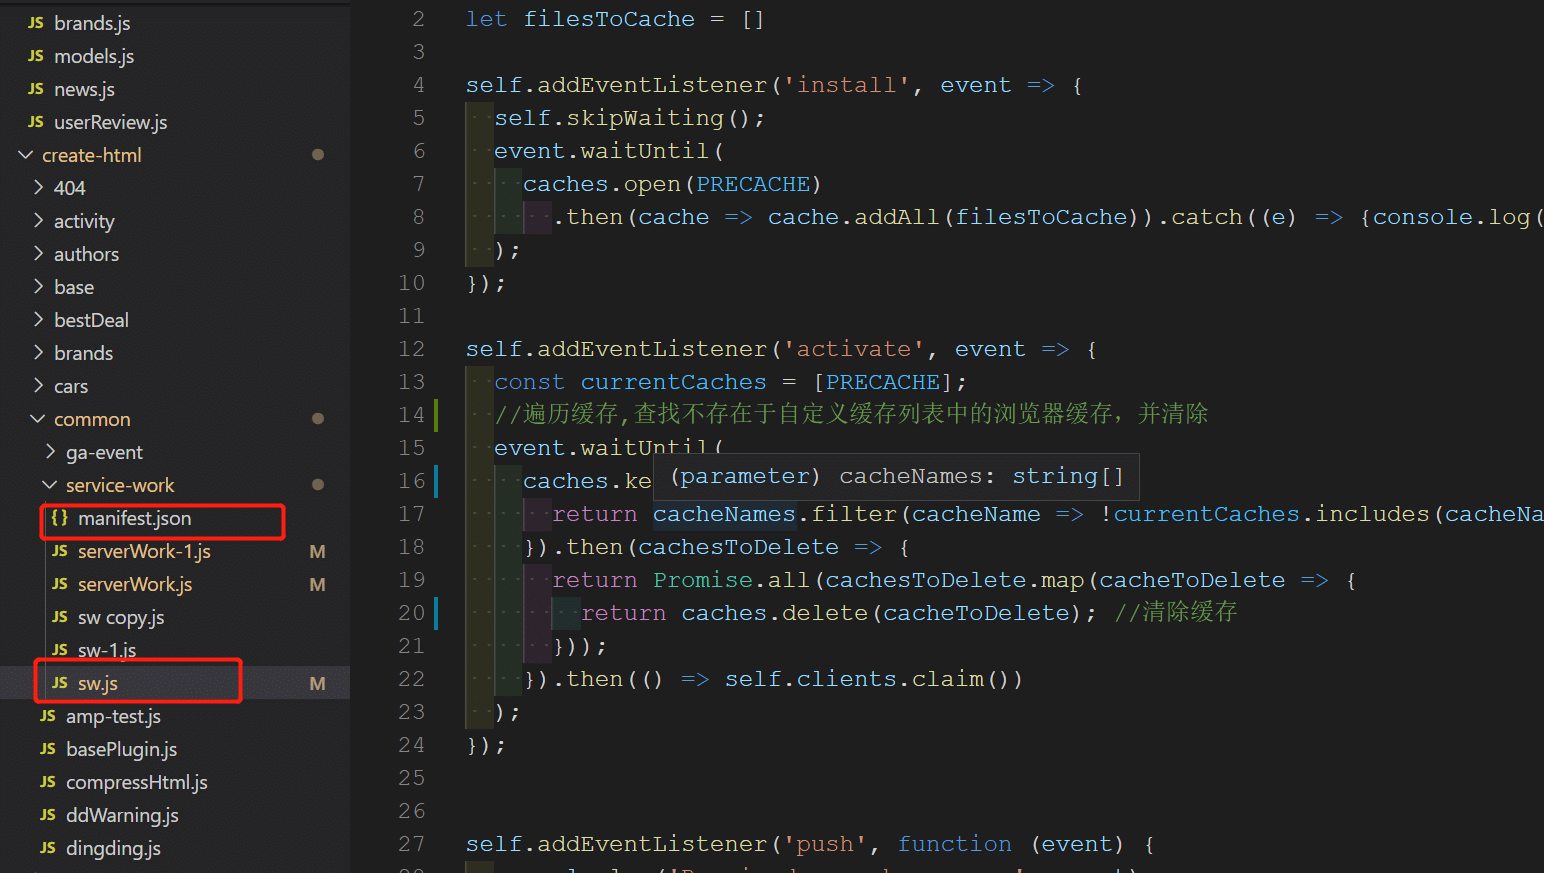 brands.js
models.js
news.js
userReview.js
create-html
404
activity
authors
base
bestDeal
brands
cars
common
ga-event
service-work
{} manifest.json
JS serverWork-1.js M
JS serverWork.js M
JS sw copy.js
JS sw-1.js
JS sw.js M
JS amp-test.js
JS basePlugin.js
JS compressHtml.js
JS ddWarning.js
JS dingding.js
2 let filesToCache = []
3
4 self.addEventListener('install', event => {
5 self.skipWaiting();
6 event.waitUntil(
7 caches.open(PRECACHE)
8 .then(cache => cache.addAll(filesToCache)).catch((e) => {console.log(
9 );
10 });
11
12 self.addEventListener('activate', event => {
13 const currentCaches = [PRECACHE];
14 //遍历缓存,查找不存在于自定义缓存列表中的浏览器缓存，并清除
15 event.waitUntil(
16 caches.ke
(parameter) cacheNames: string[]
17 return cacheNames.filter(cacheName => !currentCaches.includes(cacheNa
18 }).then(cachesToDelete => {
19 return Promise.all(cachesToDelete.map(cacheToDelete => {
20 return caches.delete(cacheToDelete); //清除缓存
21 }));
22 }).then(() => self.clients.claim())
23 );
24 });
25
26
27 self.addEventListener('push', function (event) {